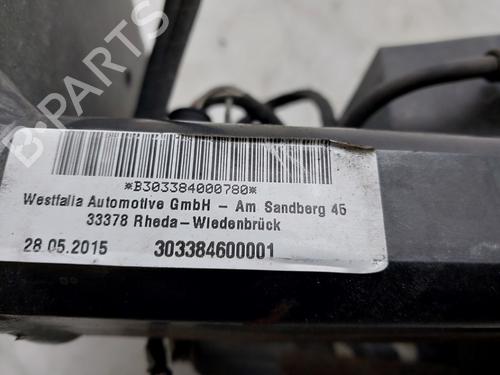 *B303384000780*
Westfalia Automotive GmbH - Am Sandberg 45
33378 Rheda-Wiedenbrück
28 05.2015 303384600001
B-PARTS